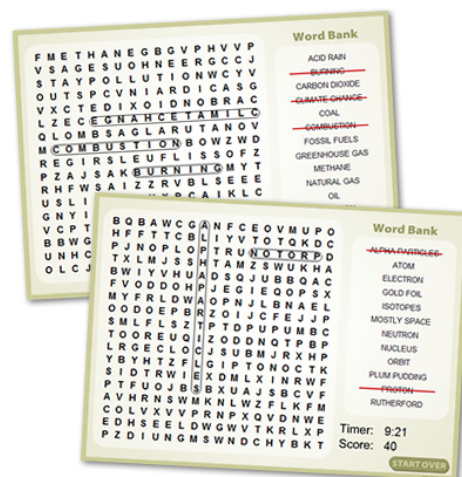 F M E T H A N E G B G V P H V V P
V S A G E S U O H N E E R G C C J
S T A Y P O L L U T I O N W C Y V
O U T S P C V N I A R D I C A S G
V X C T E D I X O I D N O B R A C
L Z E C E G N A H C E T A M I L C
Q L O M B S A G L A R U T A N O V
M C O M B U S T I O N B O W Z W D
R E G I R S L E U F L I S S O F Z
P Z A J S A K B U R N I N G M Y T
R H F W S A I Z Z R V B L S E E E
U S L I
G N Y I
V C P T
B B W G
U N H C
O L C J
Word Bank
ACID RAIN
BURNING
CARBON DIOXIDE
CLIMATE CHANGE
COAL
COMBUSTION
FOSSIL FUELS
GREENHOUSE GAS
METHANE
NATURAL GAS
OIL
B Q B A W C G A N F C E O V M U P O
H F F T T C B L I Y V T O T Q K D C
P J N O P L O P T R U N O T O R P D
T X L M J S S H T A M Z S W U K H A
B W I Y V H U A D S Q J U B B Q A C
F V O D D O H P J E G I E Q O P S X
M Y F R L D W A O P N J L B N A E L
O O D O E P B R Z O I J C F E J J P
S M L F L S Z T P T D P U P U M B C
T O O R E U Q I Z O D D N Q T P B P
L R G E C L O C J S U B M J R X H P
Y B Y H T Z F L G I P T O N O C T K
S I D T R W I E X D M L X I N R W F
P T F U O J B S B X U A J S B C V F
A V H R N S W M K N L W Z F L K F M
C O L V X V V P R N P X Q V D N W E
E D H S E E L D W G W V T K R L X P
P Z D I U N G M S W N D C H Y B K T
Word Bank
ALPHA PARTICLES
ATOM
ELECTRON
GOLD FOIL
ISOTOPES
MOSTLY SPACE
NEUTRON
NUCLEUS
ORBIT
PLUM PUDDING
PROTON
RUTHERFORD
Timer: 9:21
Score: 40
START OVER